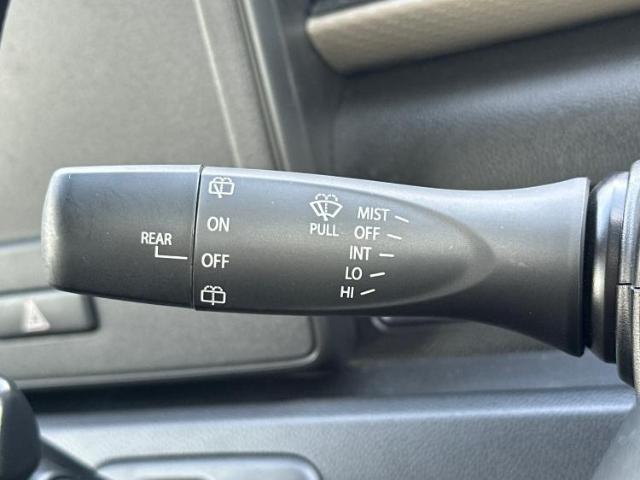 REAR
ON
OFF
PULL
MIST
OFF
INT
LO
HI